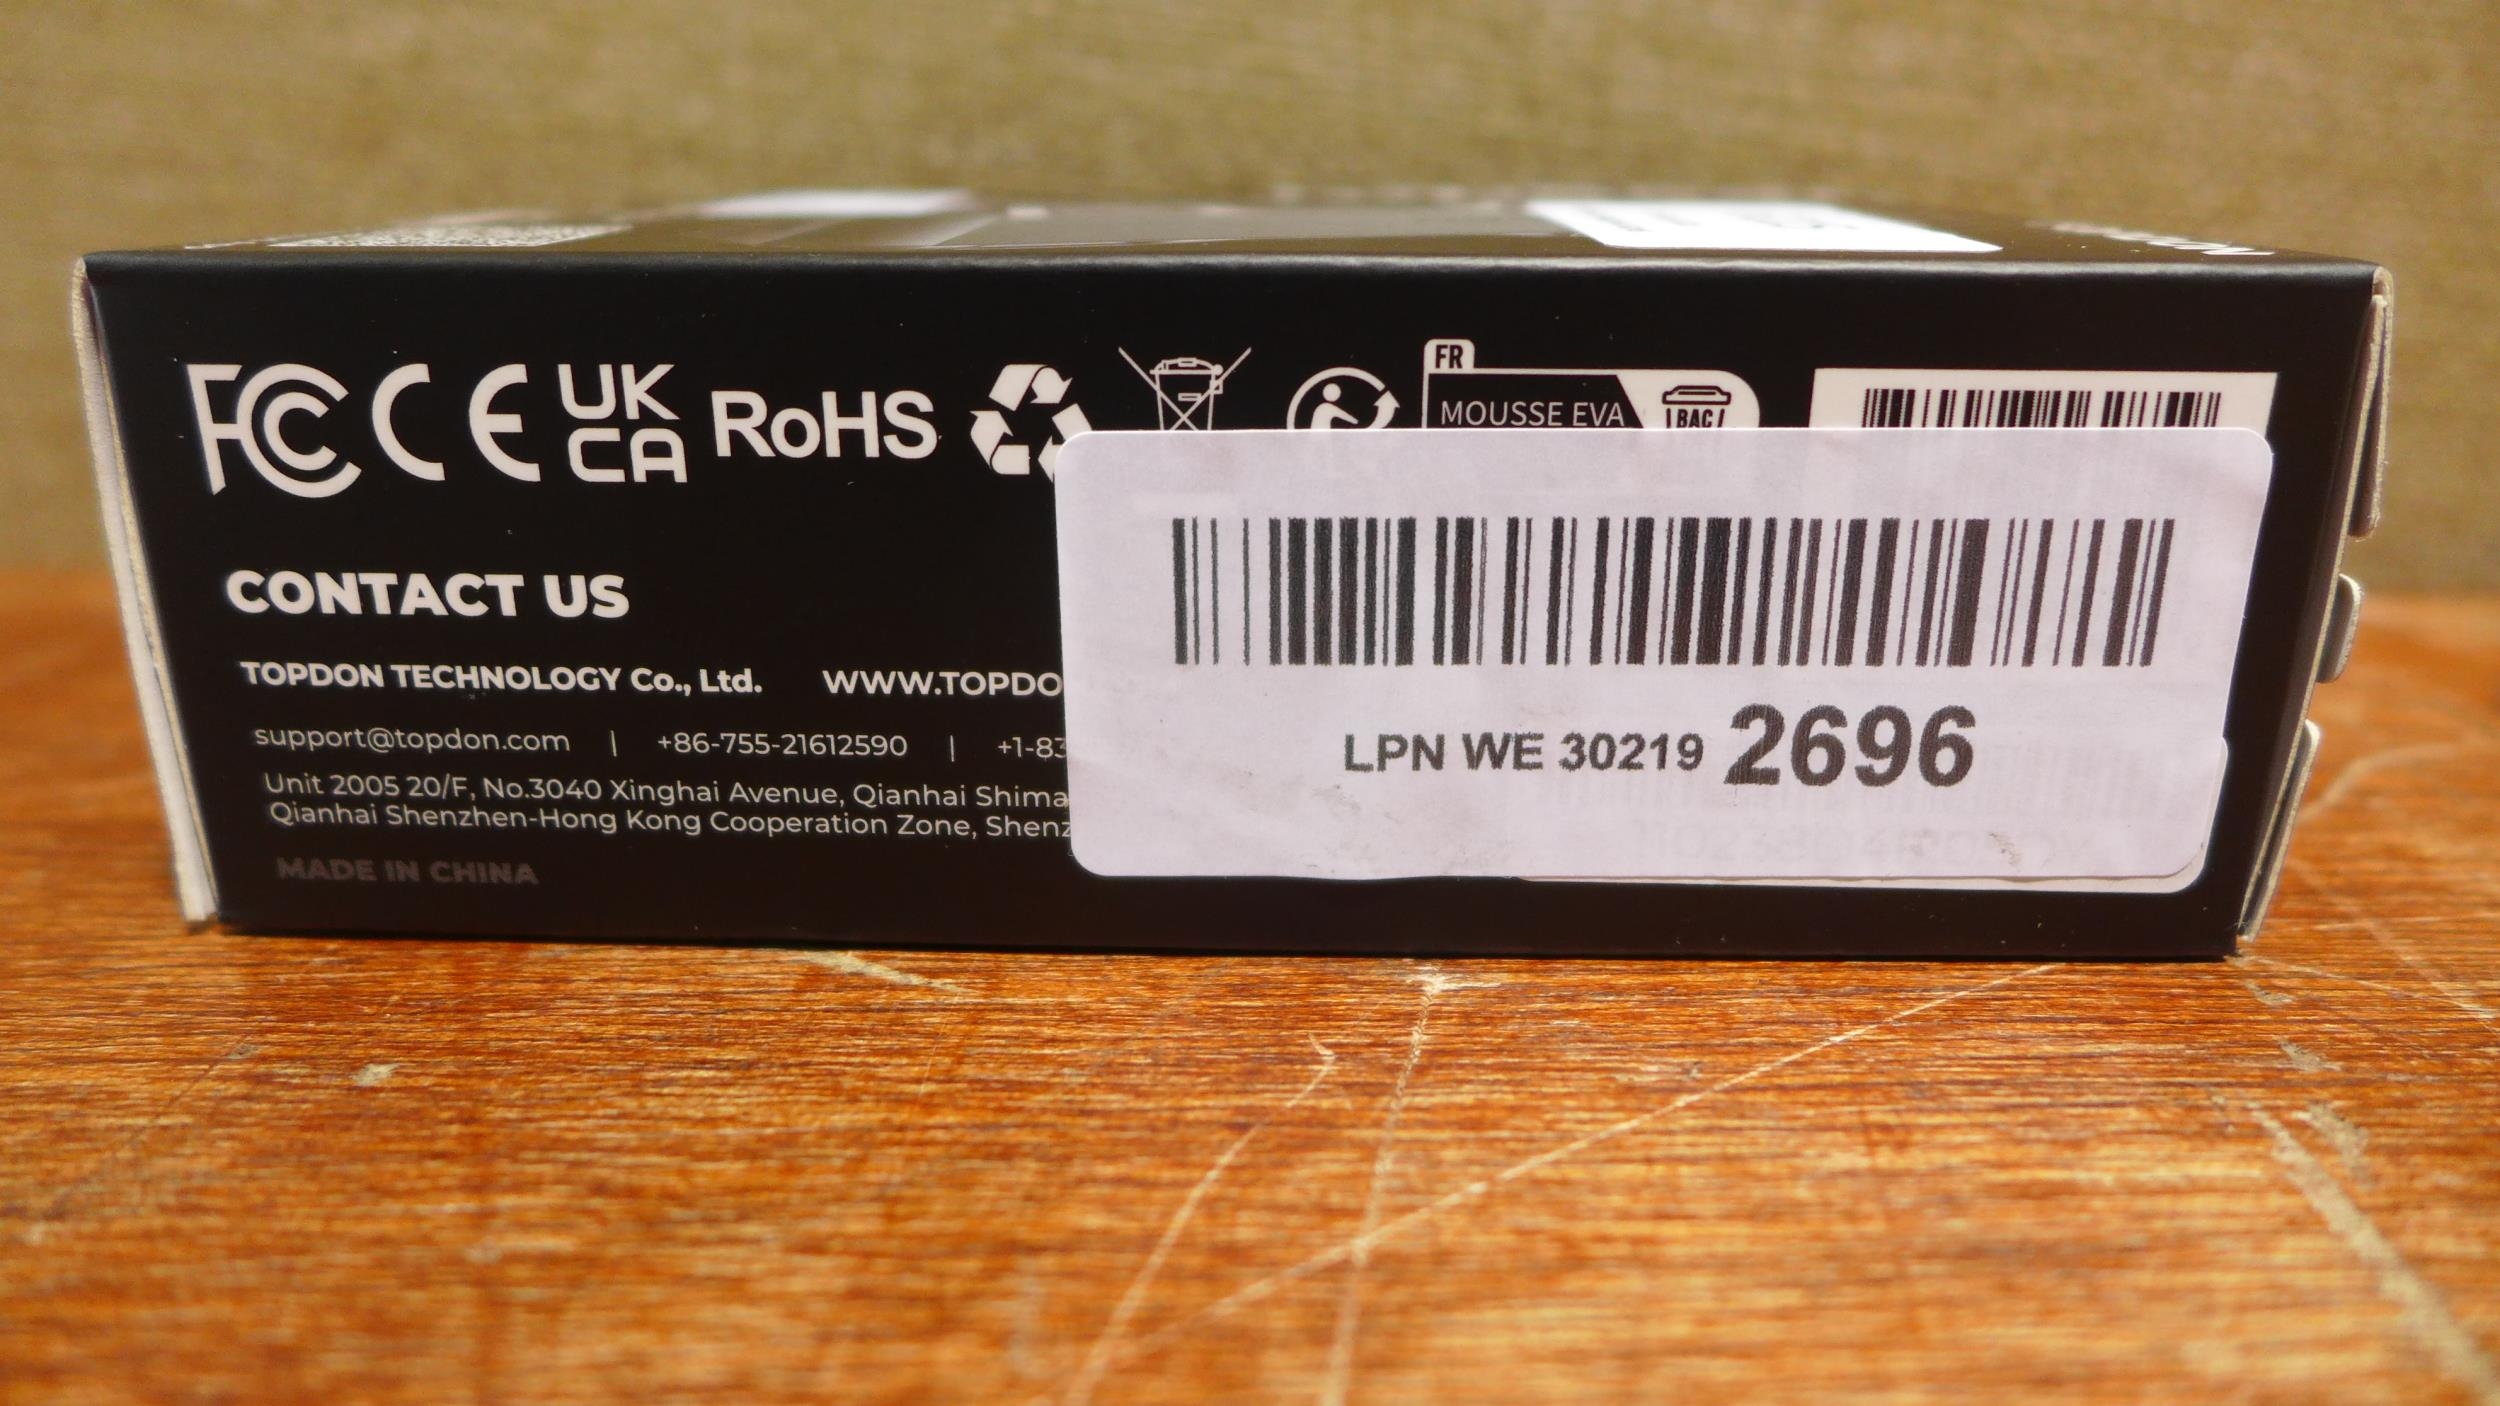 FC CE UK CA RoHS
FR
MOUSSE EVA
BAC
CONTACT US
TOPDON TECHNOLOGY Co., Ltd. WWW.TOPDO
support@topdon.com | +86-755-21612590 | +1-83
Unit 2005 20/F, No.3040 Xinghai Avenue, Qianhai Shima
Qianhai Shenzhen-Hong Kong Cooperation Zone, Shenz
MADE IN CHINA
LPN WE 30219 2696